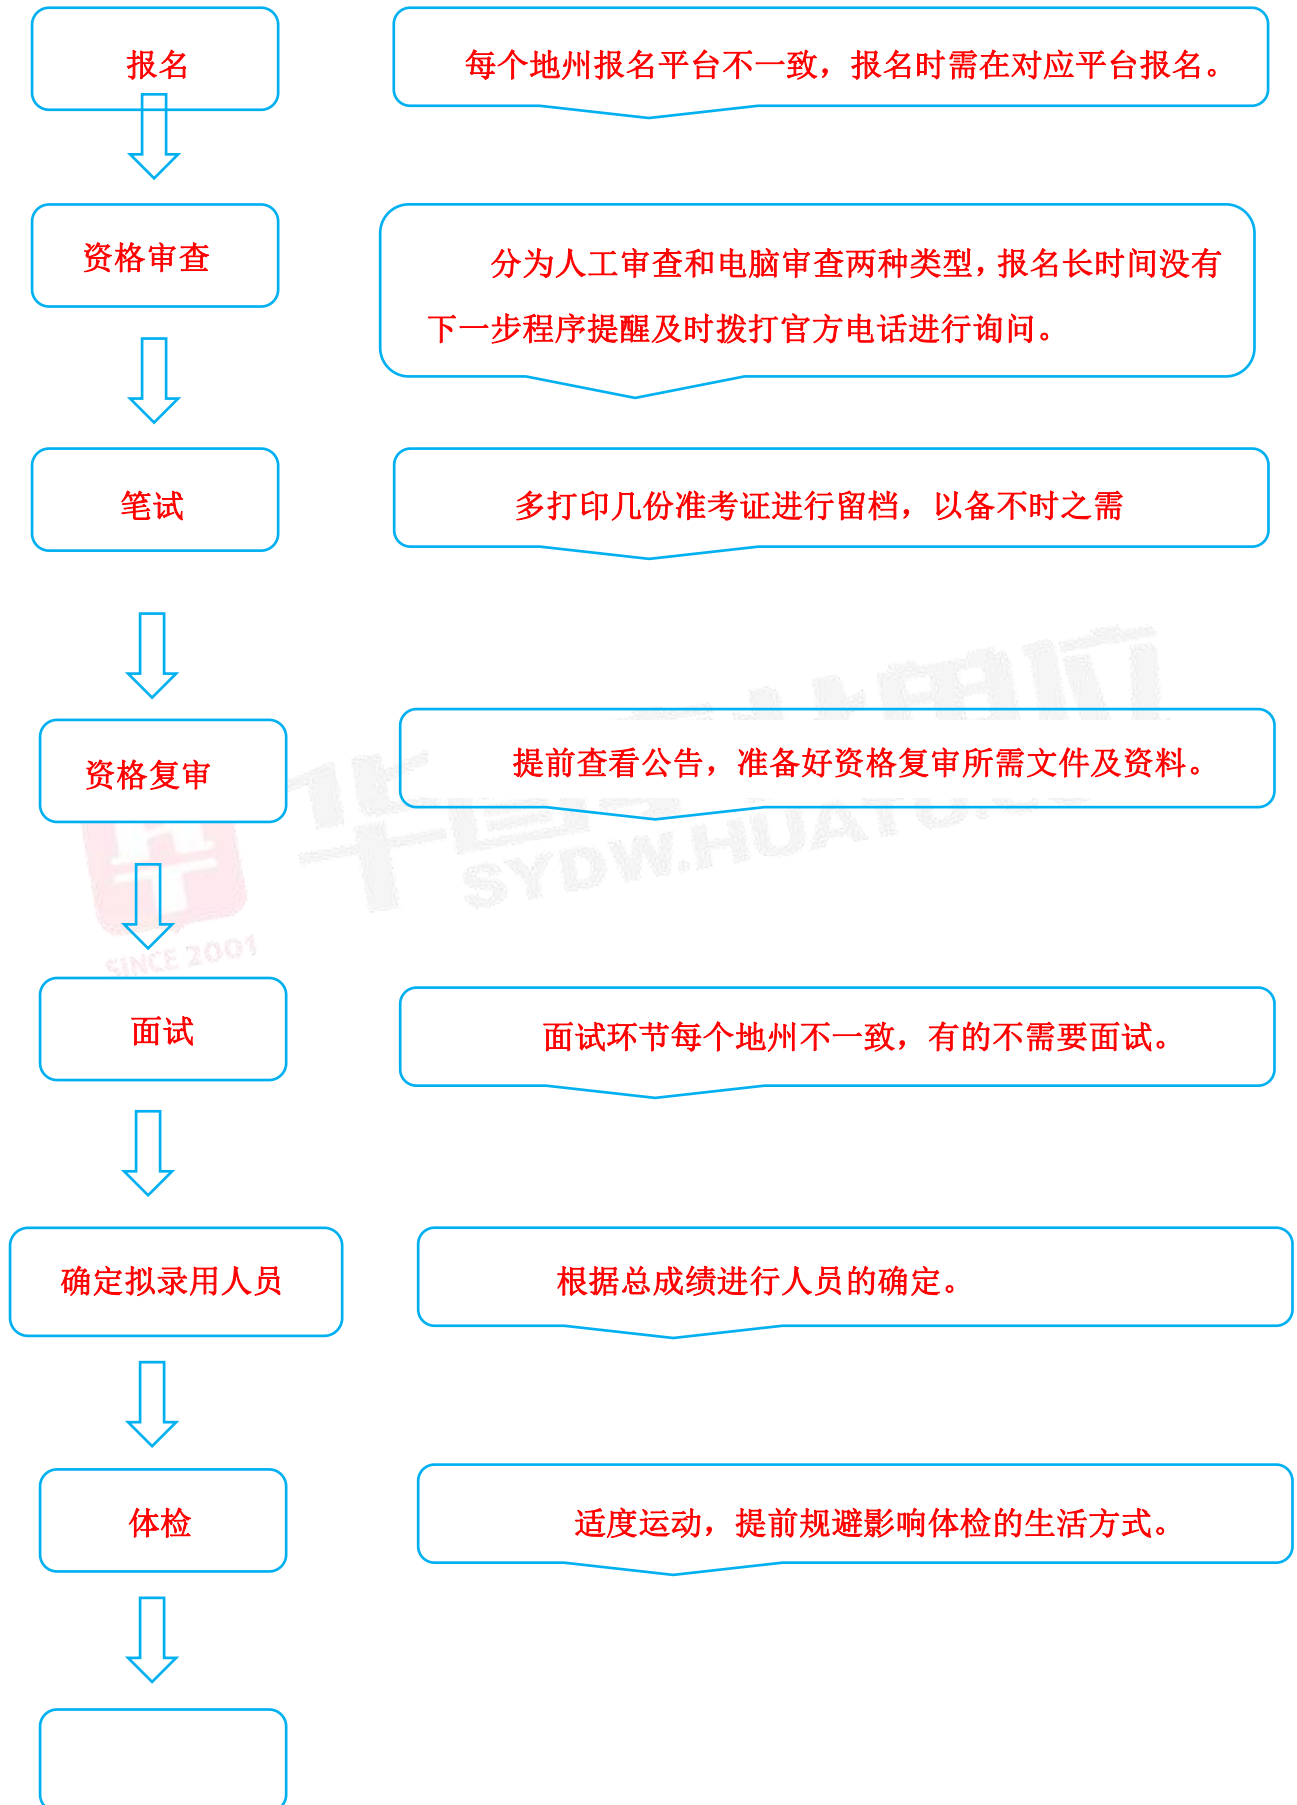 报名
每个地州报名平台不一致，报名时需在对应平台报名。
资格审查
分为人工审查和电脑审查两种类型，报名长时间没有
下一步程序提醒及时拨打官方电话进行询问。
笔试
多打印几份准考证进行留档，以备不时之需
资格复审
提前查看公告，准备好资格复审所需文件及资料。
SYDW.HUATU.
SINCE 2001
面试
面试环节每个地州不一致，有的不需要面试。
确定拟录用人员
根据总成绩进行人员的确定。
体检
适度运动，提前规避影响体检的生活方式。